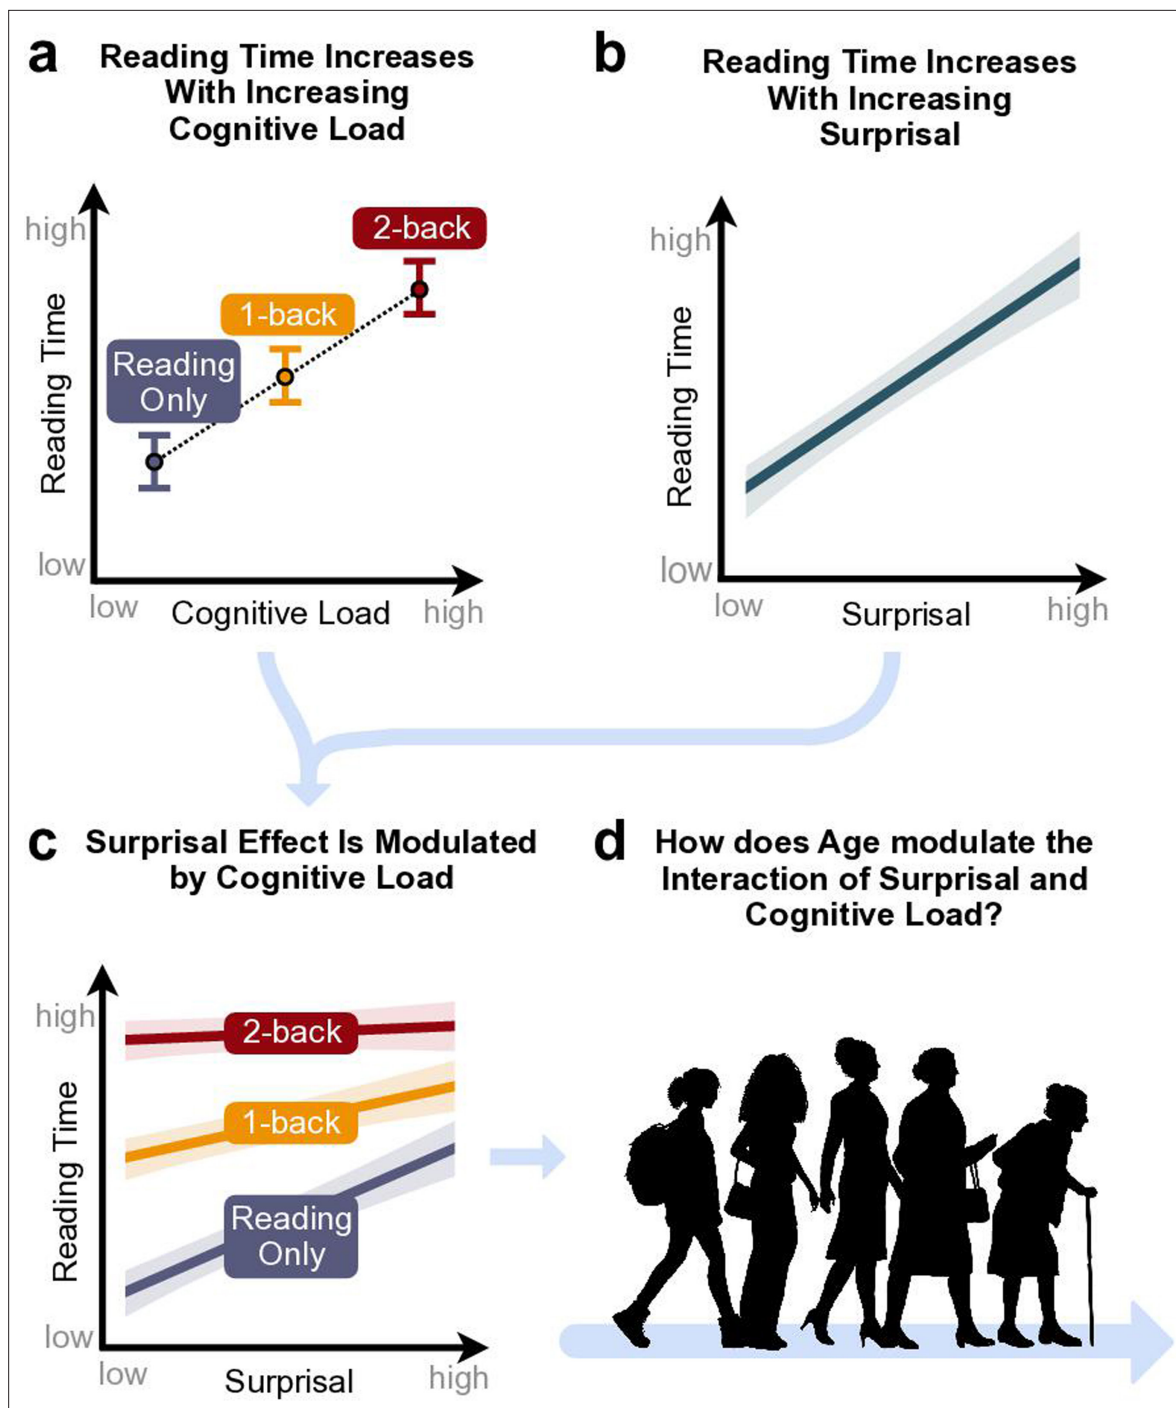 a
Reading Time Increases
With Increasing
Cognitive Load
high
Reading Time
low
2-back
1-back
Reading
Only
low
Cognitive Load
high
b
Reading Time Increases
With Increasing
Surprisal
high
Reading Time
low
low
Surprisal
high
c
Surprisal Effect Is Modulated
by Cognitive Load
high
Reading Time
low
2-back
1-back
Reading
Only
low
Surprisal
high
d
How does Age modulate the
Interaction of Surprisal and
Cognitive Load?